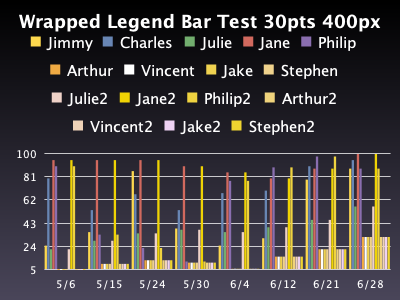 Wrapped Legend Bar Test 30pts 400px
Jimmy Charles Julie Jane Philip
Arthur Vincent Jake Stephen
Julie2 Jane2 Philip2 Arthur2
Vincent2 Jake2 Stephen2
100
81
62
43
24
5
5/6 5/15 5/24 5/30 6/4 6/12 6/21 6/28